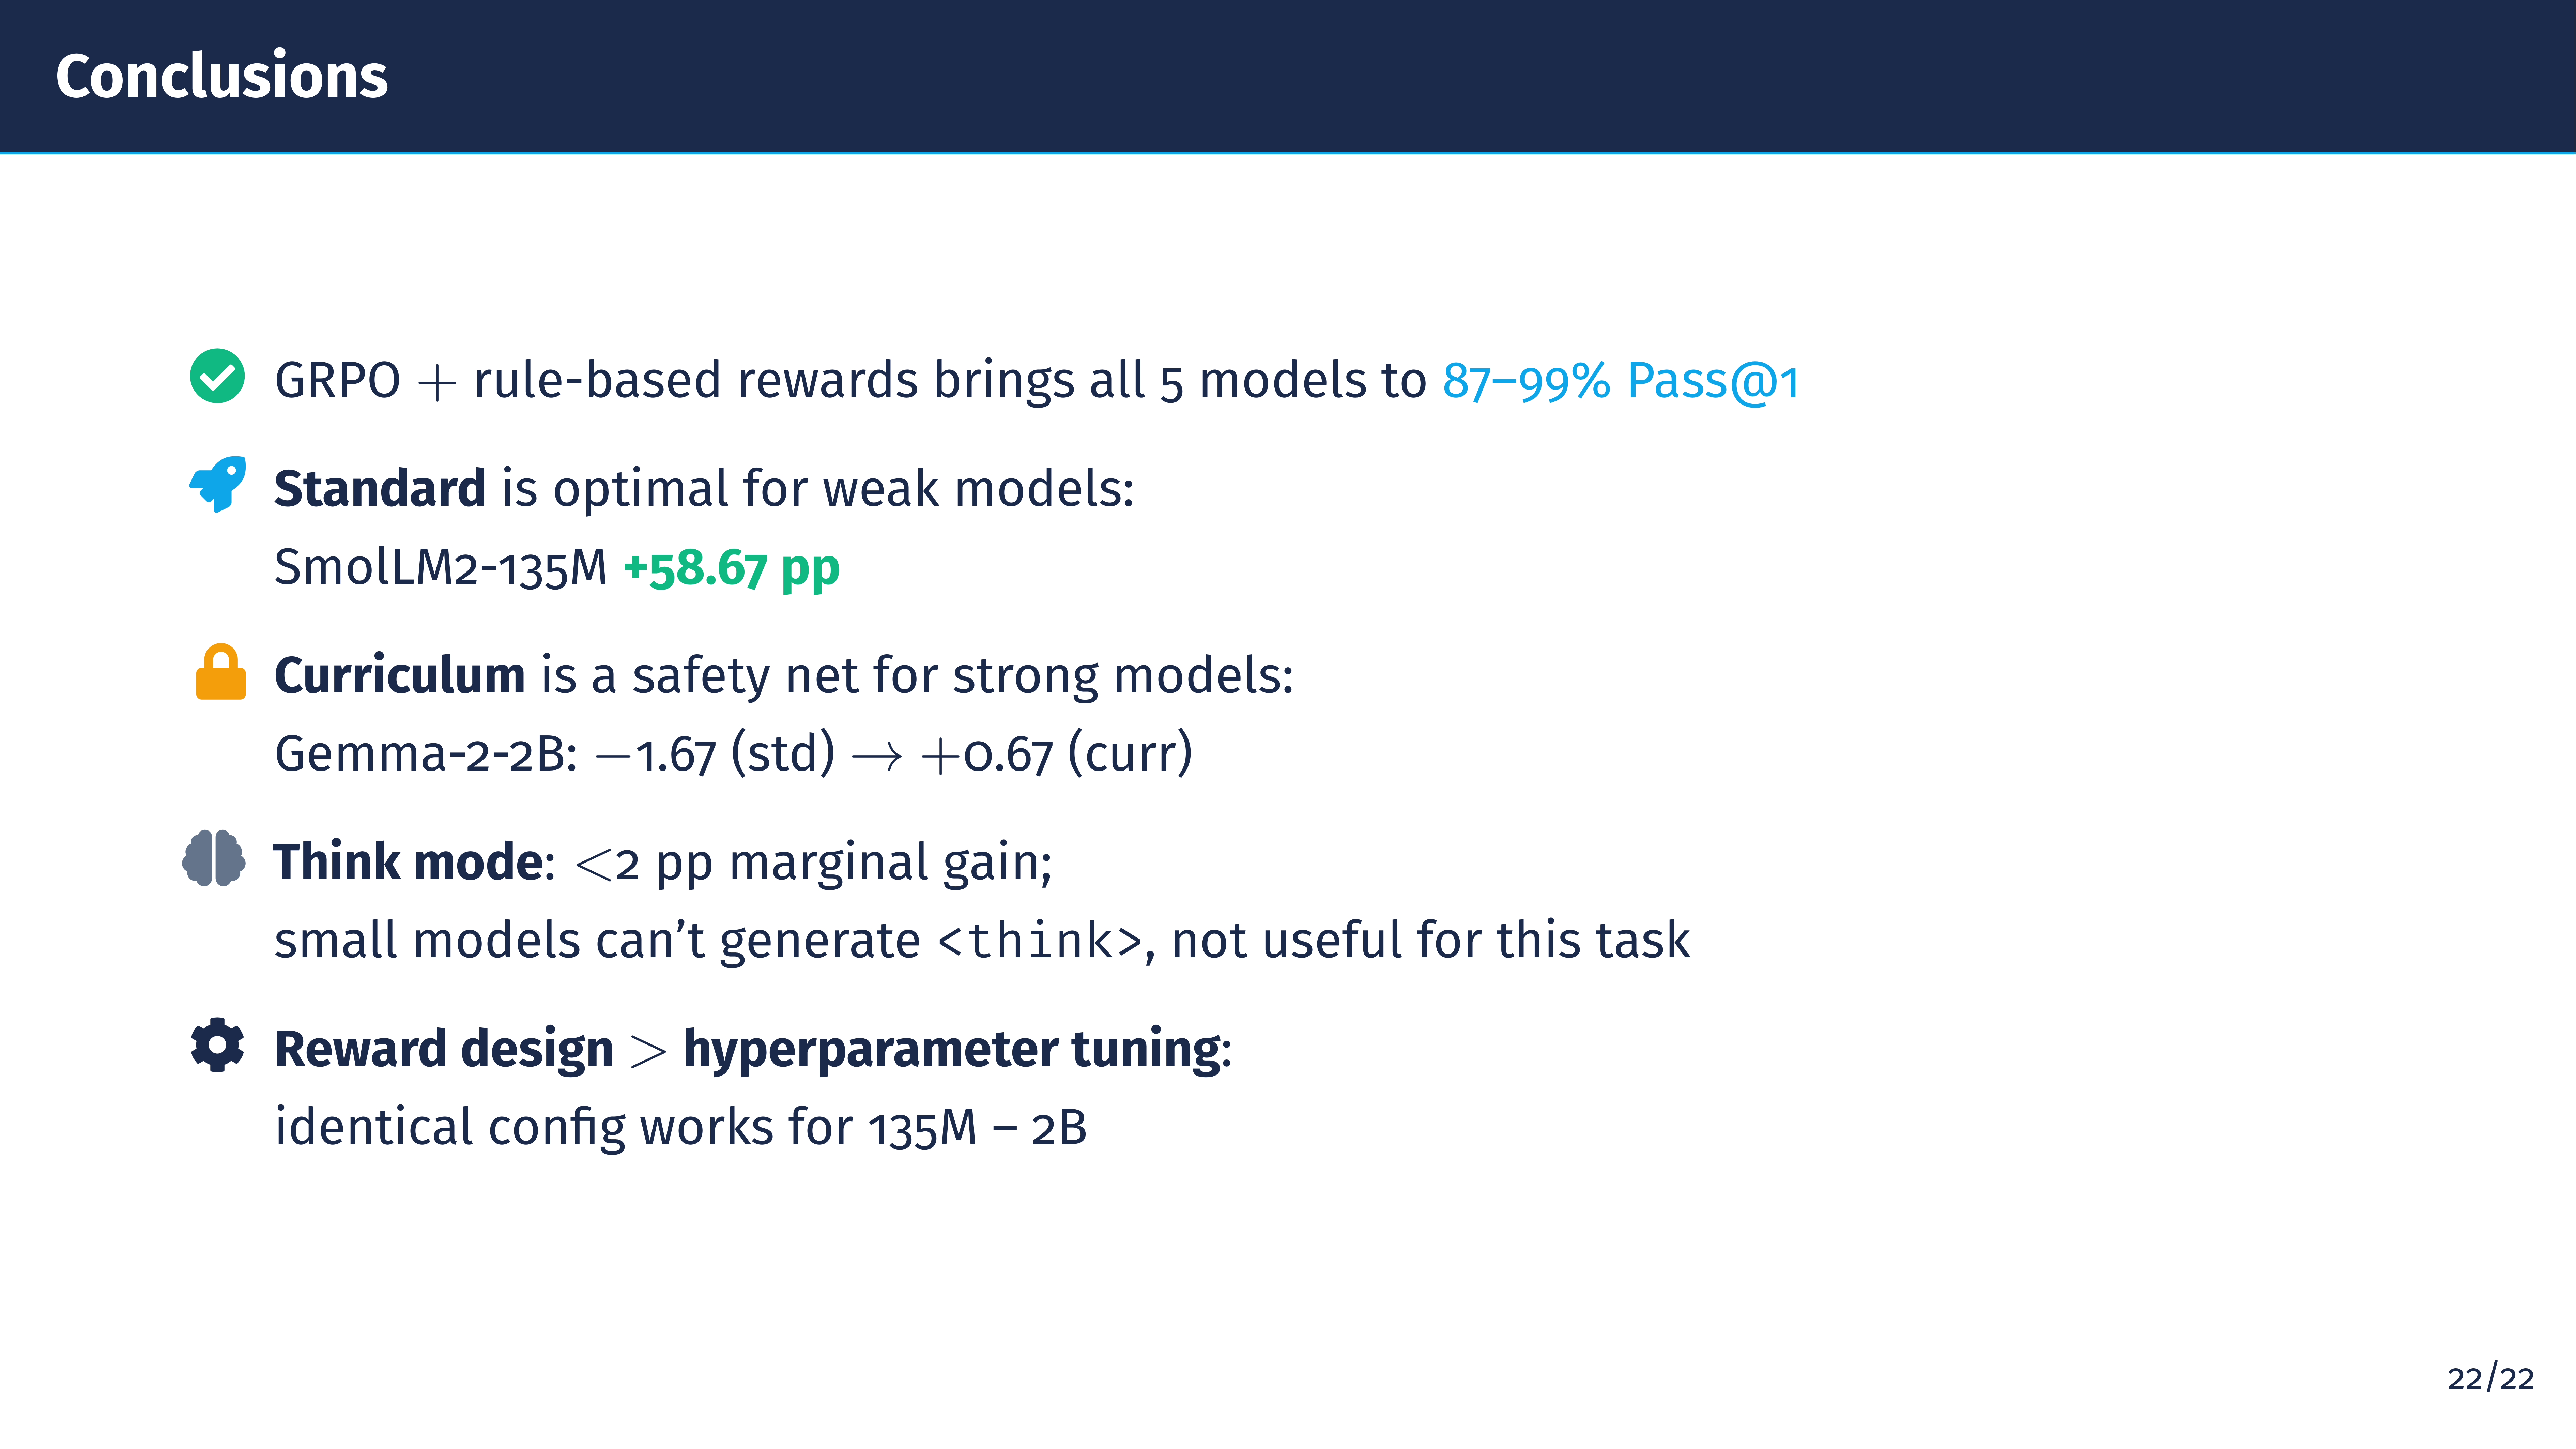 Conclusions
GRPO + rule-based rewards brings all 5 models to 87–99% Pass@1
Standard is optimal for weak models:
SmolLM2-135M +58.67 pp
Curriculum is a safety net for strong models:
Gemma-2-2B: −1.67 (std) → +0.67 (curr)
Think mode: <2 pp marginal gain;
small models can’t generate <think>, not useful for this task
Reward design > hyperparameter tuning:
identical config works for 135M – 2B
22/22